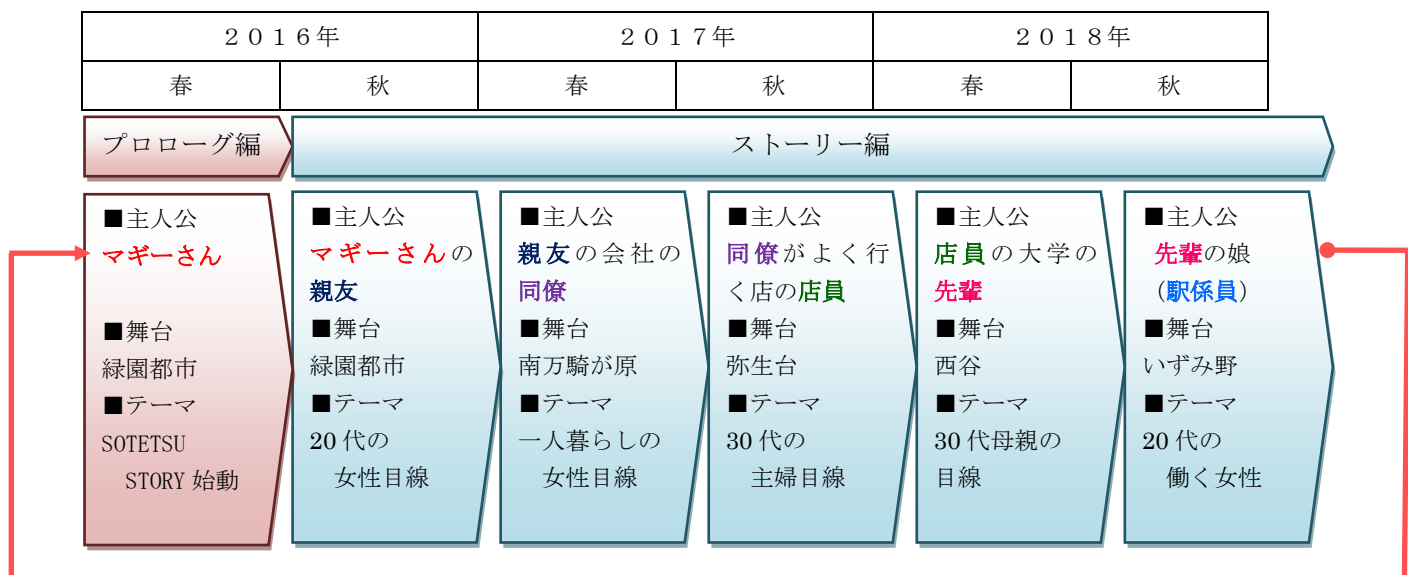 ２０１６年
２０１７年
２０１８年
春
秋
春
秋
春
秋
プロローグ編
ストーリー編
■主人公
マギーさん
■舞台
緑園都市
■テーマ
SOTETSU
STORY 始動
■主人公
マギーさんの
親友
■舞台
緑園都市
■テーマ
20 代の
女性目線
■主人公
親友の会社の
同僚
■舞台
南万騎が原
■テーマ
一人暮らしの
女性目線
■主人公
同僚がよく行
く店の店員
■舞台
弥生台
■テーマ
30 代の
主婦目線
■主人公
店員の大学の
先輩
■舞台
西谷
■テーマ
30 代母親の
目線
■主人公
先輩の娘
（駅係員）
■舞台
いずみ野
■テーマ
20 代の
働く女性